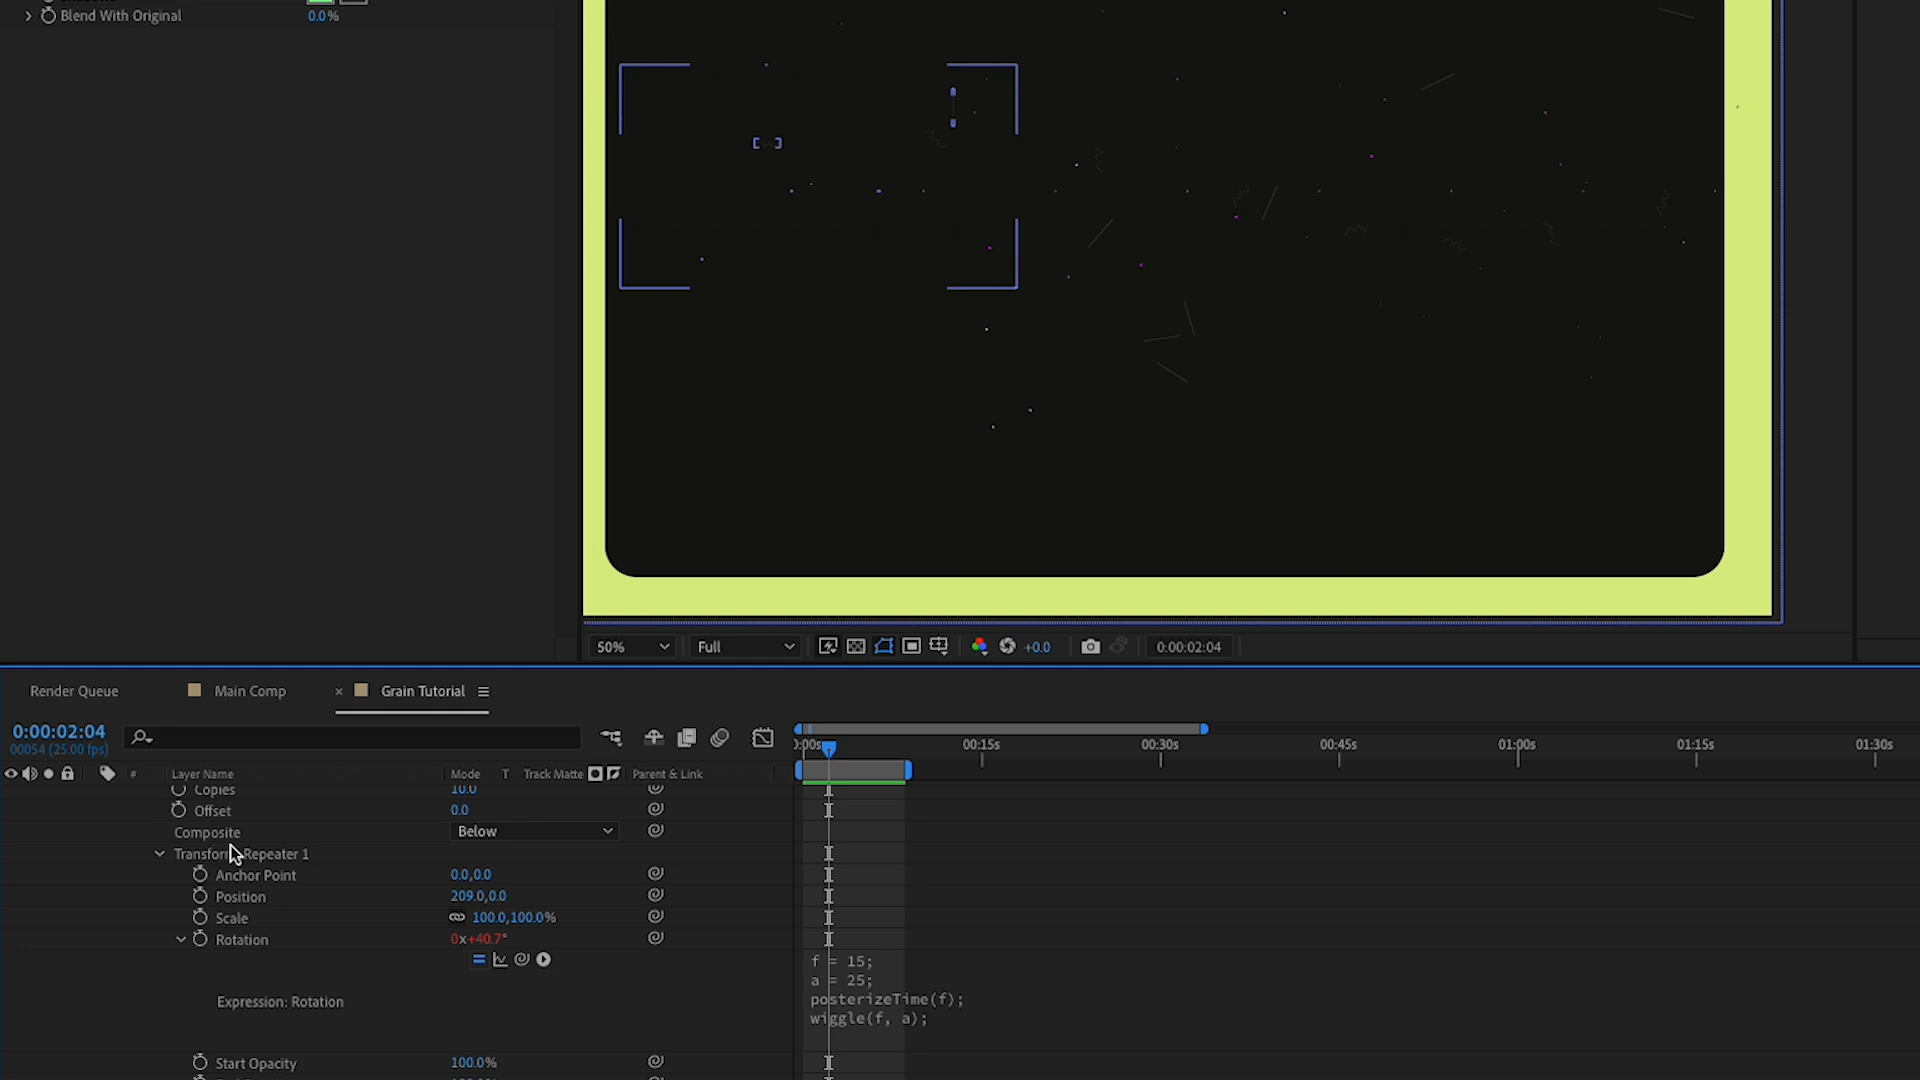 Blend With Original 0.0%
50% Full +0.0 0:00:02:04
Render Queue Main Comp × Grain Tutorial
0:00:02:04
00054 (25.00 fps)
0:00s 00:15s 00:30s 00:45s 01:00s 01:15s 01:30s
# Layer Name Mode T Track Matte Parent & Link
Copies 10.0
Offset 0.0
Composite Below
Transform: Repeater 1
Anchor Point 0.0,0.0
Position 209.0,0.0
Scale 100.0,100.0%
Rotation 0x+40.7°
Expression: Rotation
f = 15;
a = 25;
posterizeTime(f);
wiggle(f, a);
Start Opacity 100.0%